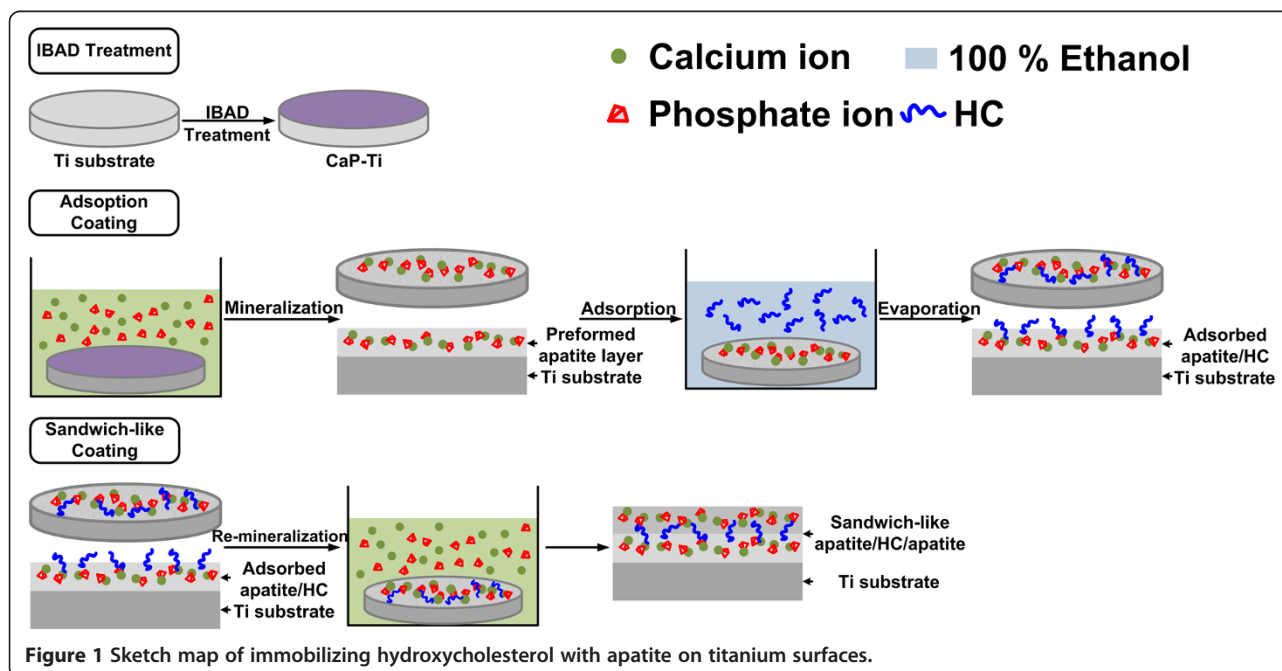 IBAD Treatment
Ti substrate
IBAD
Treatment
CaP-Ti
Calcium ion
100 % Ethanol
Phosphate ion
HC
Adsoption
Coating
Mineralization
Preformed
apatite layer
Ti substrate
Adsorption
Evaporation
Adsorbed
apatite/HC
Ti substrate
Sandwich-like
Coating
Adsorbed
apatite/HC
Ti substrate
Re-mineralization
Sandwich-like
apatite/HC/apatite
Ti substrate
Figure 1 Sketch map of immobilizing hydroxycholesterol with apatite on titanium surfaces.